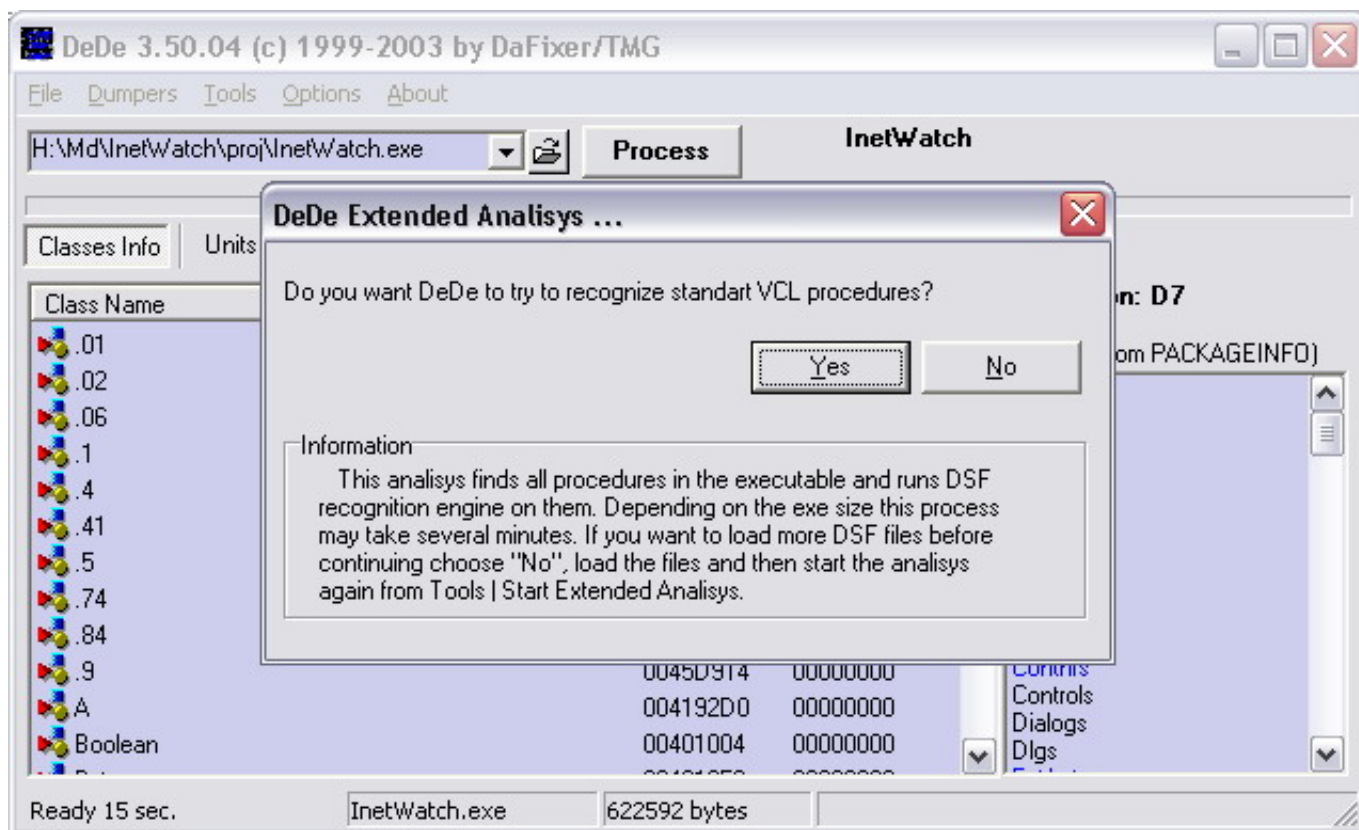 DeDe 3.50.04 (c) 1999-2003 by DaFixer/TMG
File Dumpers Tools Options About
H:\Md\InetWatch\proj\InetWatch.exe Process InetWatch
DeDe Extended Analisys ...
Classes Info Units
Do you want DeDe to try to recognize standart VCL procedures?
Class Name
n: D7
Yes No
om PACKAGEINFO)
.01
.02
.06
.1
.4
.41
.5
.74
.84
Information
This analisys finds all procedures in the executable and runs DSF
recognition engine on them. Depending on the exe size this process
may take several minutes. If you want to load more DSF files before
continuing choose "No", load the files and then start the analisys
again from Tools | Start Extended Analisys.
.9 0045D914 00000000
A 004192D0 00000000
Boolean 00401004 00000000
Controls
Dialogs
Dlgs
Ready 15 sec. InetWatch.exe 622592 bytes